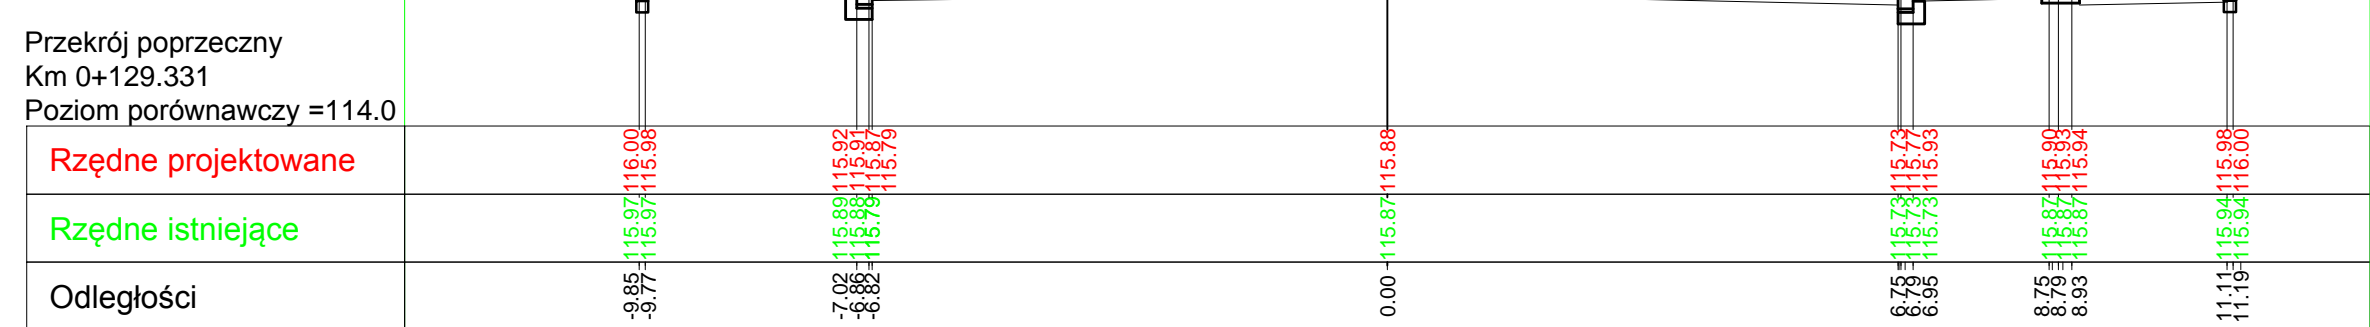 Przekrój poprzeczny
Km 0+129.331
Poziom porównawczy =114.0
Rzędne projektowane
116.00 115.98 115.92 115.91 115.87 115.79 115.88 115.73 115.77 115.93 115.90 115.93 115.94 115.98 116.00
Rzędne istniejące
115.97 115.97 115.89 115.88 115.79 115.87 115.73 115.73 115.73 115.87 115.87 115.87 115.94 115.94
Odległości
-9.85 -9.77 -7.02 -6.86 -6.82 0.00 6.75 6.79 6.95 8.75 8.79 8.93 11.11 11.19